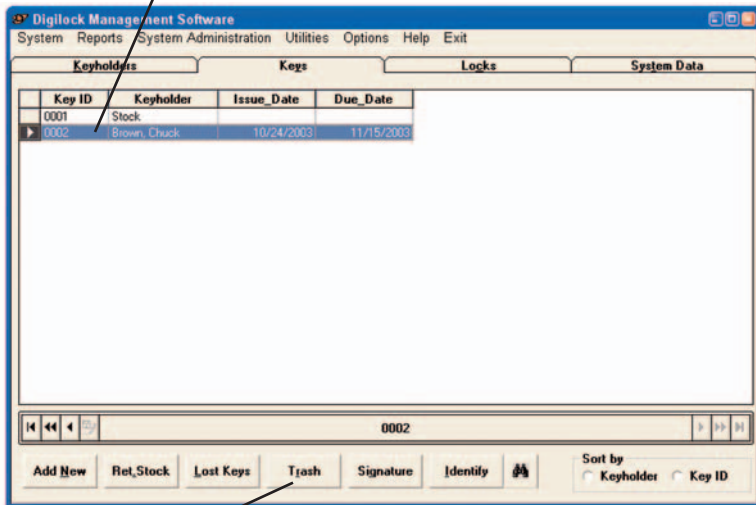 Digilock Management Software
System Reports System Administration Utilities Options Help Exit
Keyholders Keys Locks System Data
Key ID Keyholder Issue_Date Due_Date
0001 Stock
0002 Brown, Chuck 10/24/2003 11/15/2003
0002
Add New Ret.Stock Lost Keys Trash Signature Identify
Sort by
Keyholder Key ID